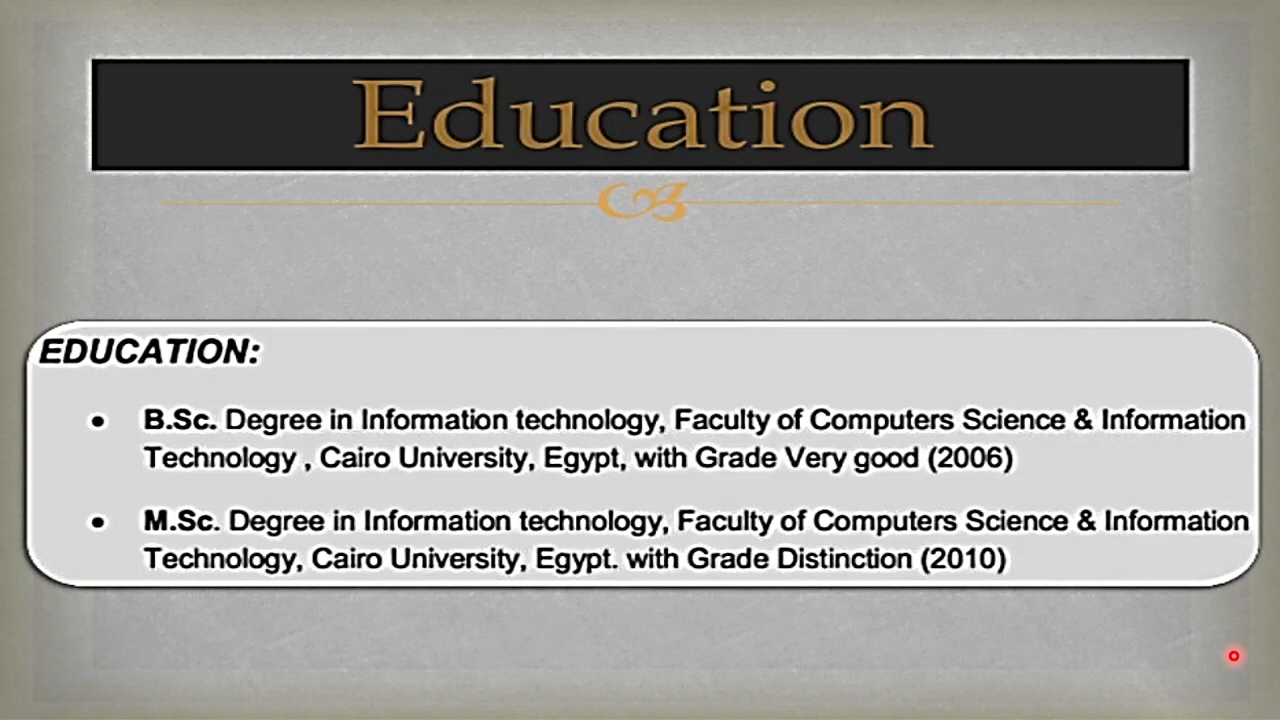 Education
EDUCATION:
• B.Sc. Degree in Information technology, Faculty of Computers Science & Information
Technology , Cairo University, Egypt, with Grade Very good (2006)
• M.Sc. Degree in Information technology, Faculty of Computers Science & Information
Technology, Cairo University, Egypt. with Grade Distinction (2010)